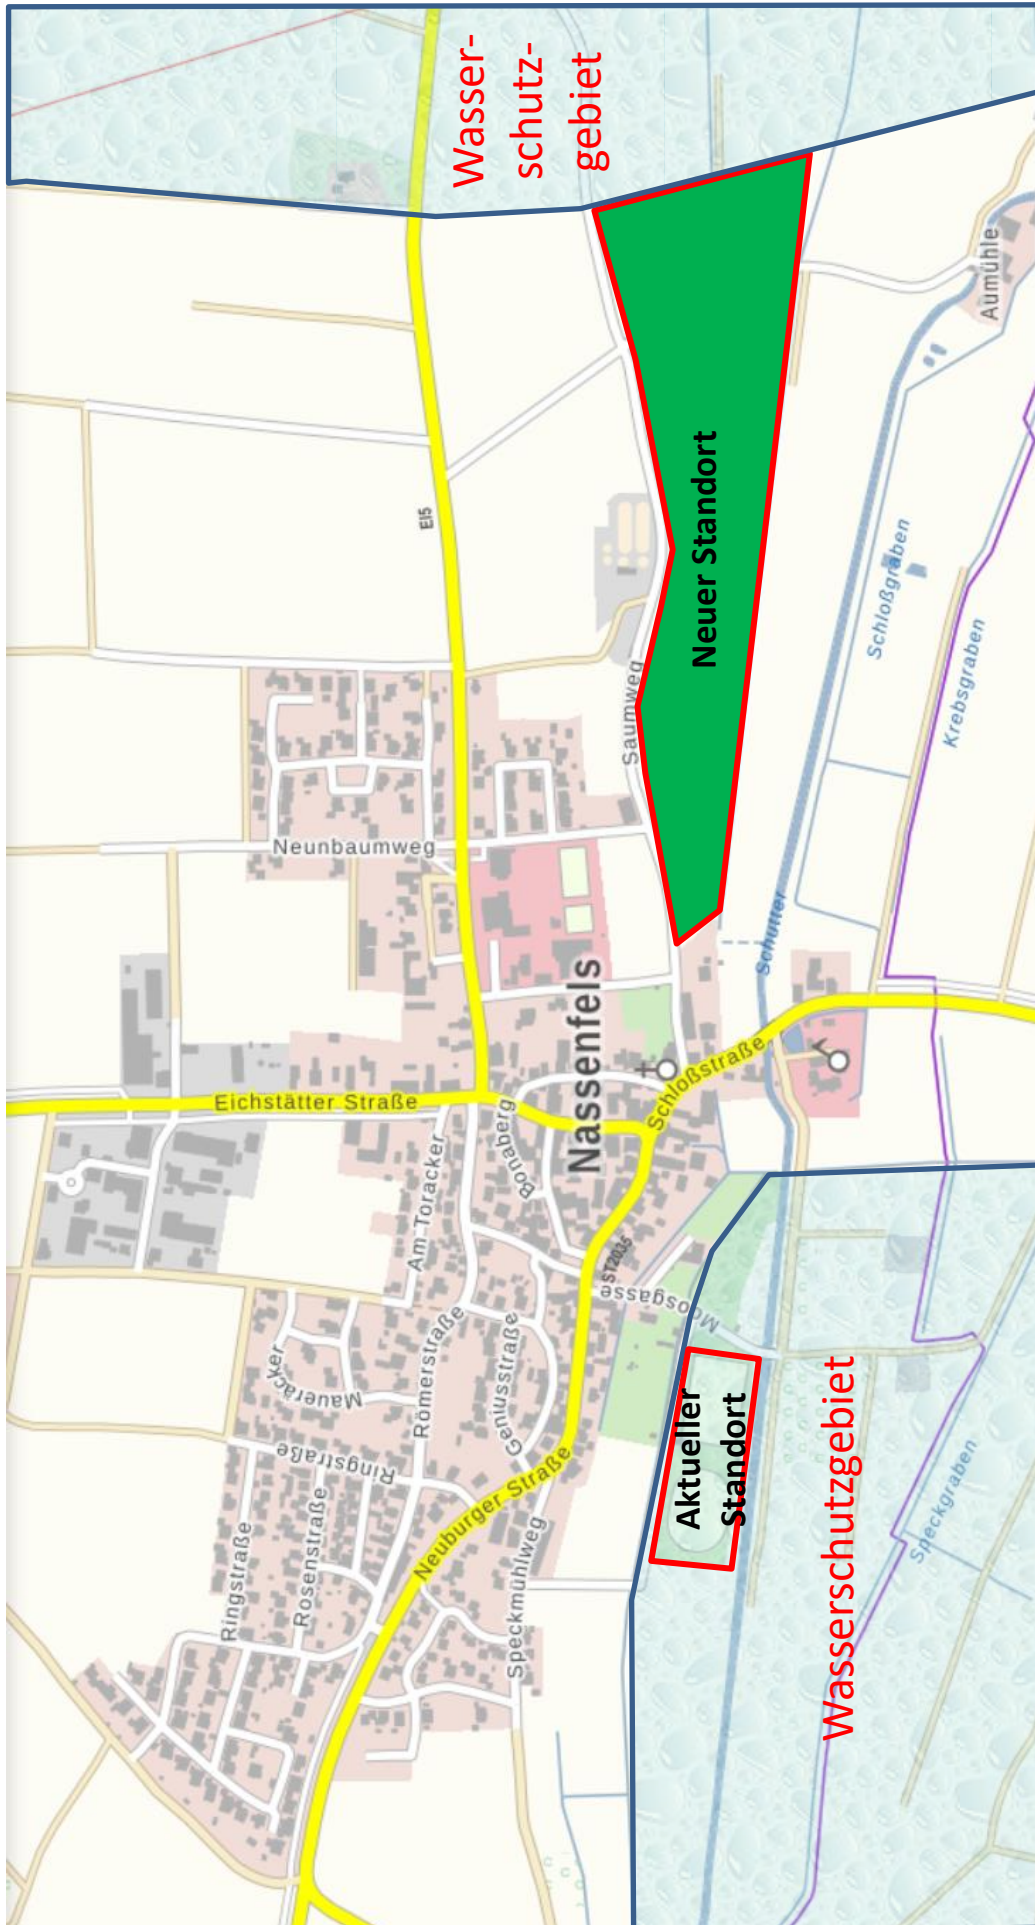 Wasser-
schutz-
gebiet
Neuer Standort
Aktueller
Standort
Wasserschutzgebiet
Nassenfels
EI5
Saumweg
Neunbaumweg
Aumühle
Schloßgraben
Krebsgraben
Schutter
Schloßstraße
Eichstätter Straße
Bonaberg
Am Toracker
ST2035
Moosgasse
Römerstraße
Geniusstraße
Maueräcker
Ringstraße
Ringstraße
Rosenstraße
Neuburger Straße
Speckmühlweg
Speckgraben